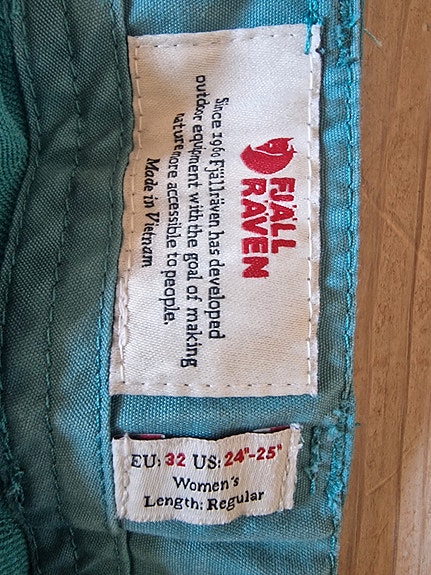 FJÄLL
RÄVEN
Since 1960 Fjällräven has developed
outdoor equipment with the goal of making
nature more accessible to people.
Made in Vietnam
EU: 32 US: 24"-25"
Women's
Length: Regular